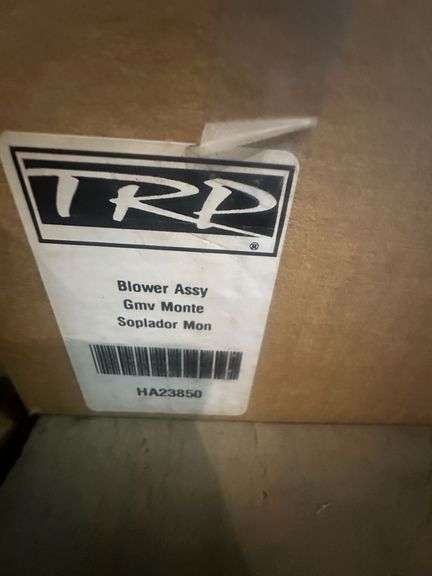 TRP
®
Blower Assy
Gmv Monte
Soplador Mon
HA23850